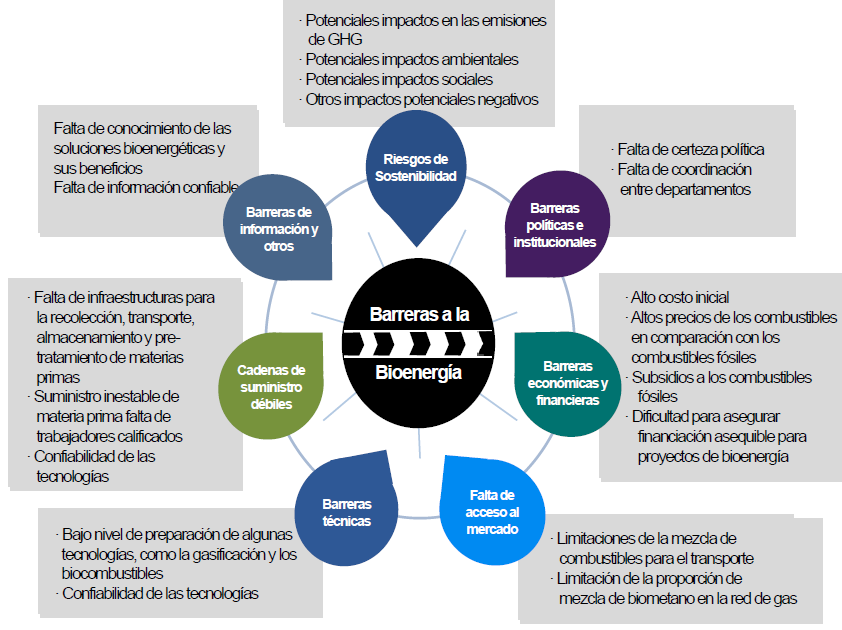 · Potenciales impactos en las emisiones
de GHG
· Potenciales impactos ambientales
· Potenciales impactos sociales
· Otros impactos potenciales negativos
Riesgos de
Sostenibilidad
Falta de conocimiento de las
soluciones bioenergéticas y
sus beneficios
Falta de información confiable
Barreras de
información y
otros
· Falta de certeza política
· Falta de coordinación
entre departamentos
Barreras
políticas e
institucionales
Barreras a la
Bioenergía
· Falta de infraestructuras para
la recolección, transporte,
almacenamiento y pre-
tratamiento de materias
primas
· Suministro inestable de
materia prima falta de
trabajadores calificados
· Confiabilidad de las
tecnologías
Cadenas de
suministro
débiles
· Alto costo inicial
· Altos precios de los combustibles
en comparación con los
combustibles fósiles
· Subsidios a los combustibles
fósiles
· Dificultad para asegurar
financiación asequible para
proyectos de bioenergía
Barreras
económicas y
financieras
Barreras
técnicas
· Bajo nivel de preparación de algunas
tecnologías, como la gasificación y los
biocombustibles
· Confiabilidad de las tecnologías
Falta de
acceso al
mercado
· Limitaciones de la mezcla de
combustibles para el transporte
· Limitación de la proporción de
mezcla de biometano en la red de gas